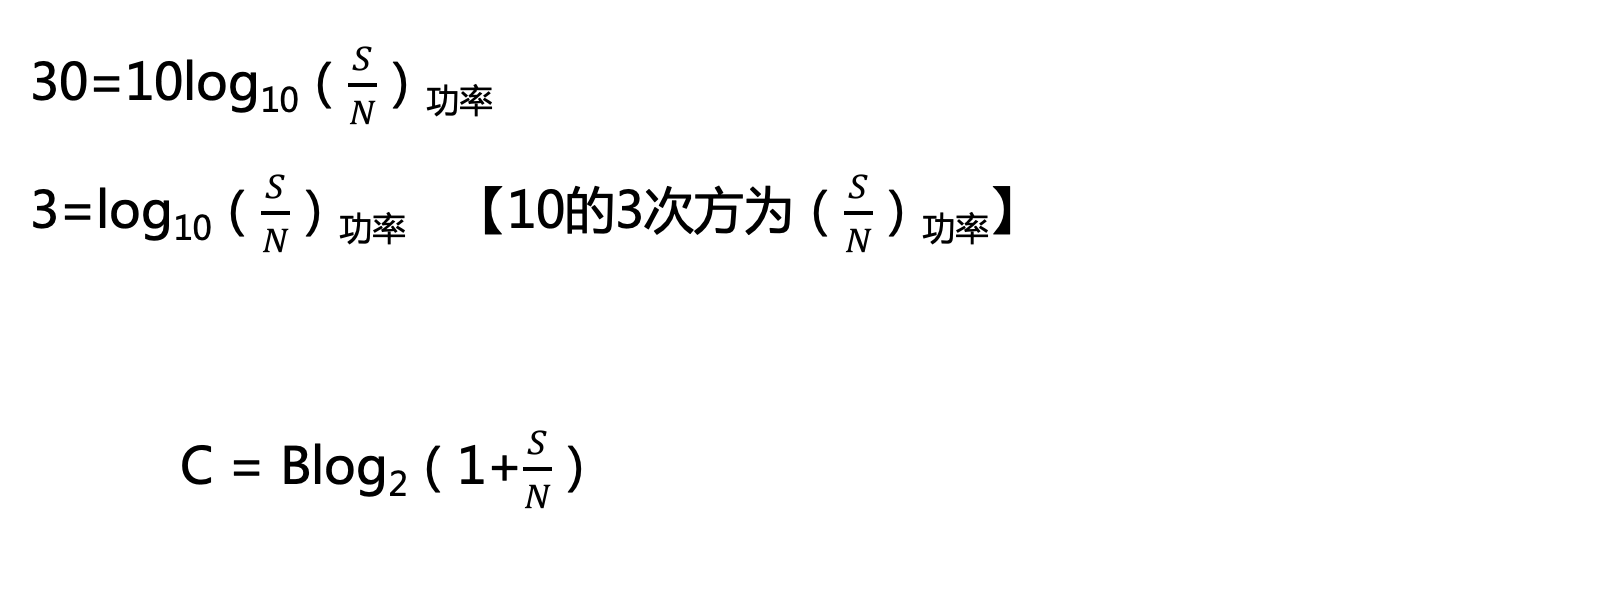 30=10log₁₀（S/N）功率
3=log₁₀（S/N）功率 【10的3次方为（S/N）功率】
C = Blog₂（1+S/N）